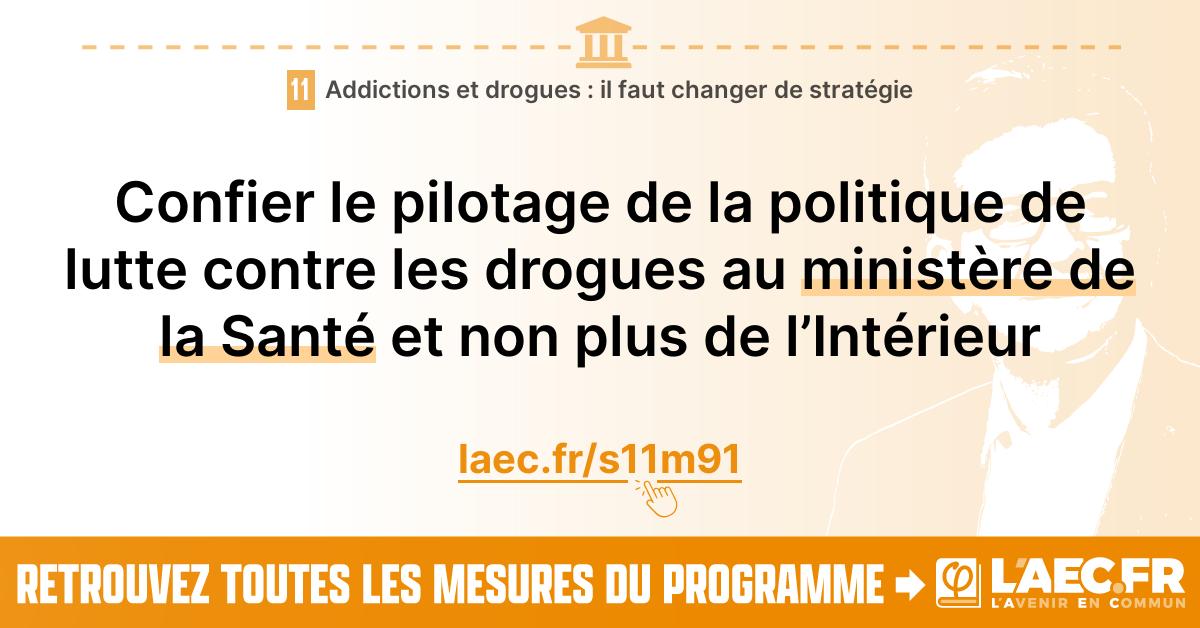 11 Addictions et drogues : il faut changer de stratégie
Confier le pilotage de la politique de
lutte contre les drogues au ministère de
la Santé et non plus de l’Intérieur
laec.fr/s11m91
RETROUVEZ TOUTES LES MESURES DU PROGRAMME
φ L'AEC.FR
L'AVENIR EN COMMUN